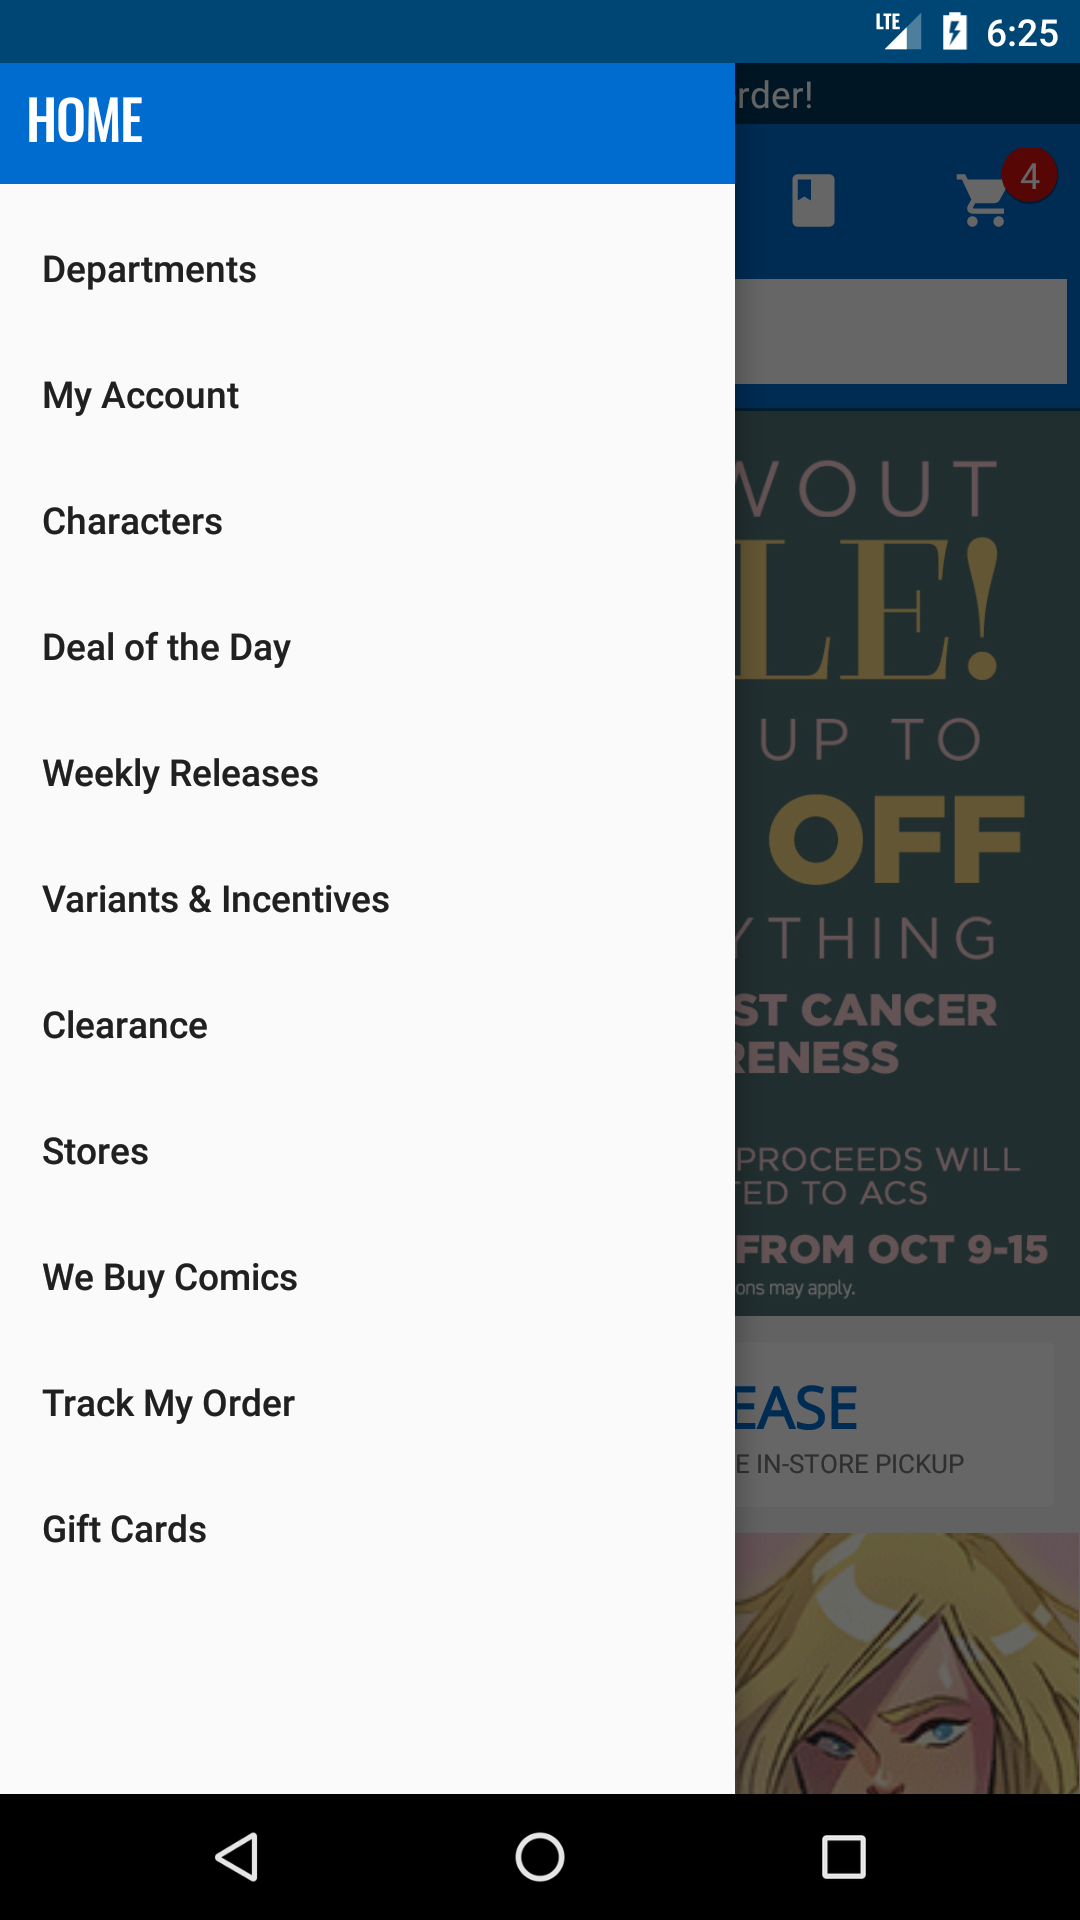 LTE 6:25
HOME
rder!
4
Departments
My Account
Characters
Deal of the Day
Weekly Releases
Variants & Incentives
Clearance
Stores
We Buy Comics
Track My Order
Gift Cards
WOUT
LE!
UP TO
OFF
YTHING
ST CANCER
RENESS
PROCEEDS WILL
TED TO ACS
FROM OCT 9-15
ons may apply.
EASE
E IN-STORE PICKUP